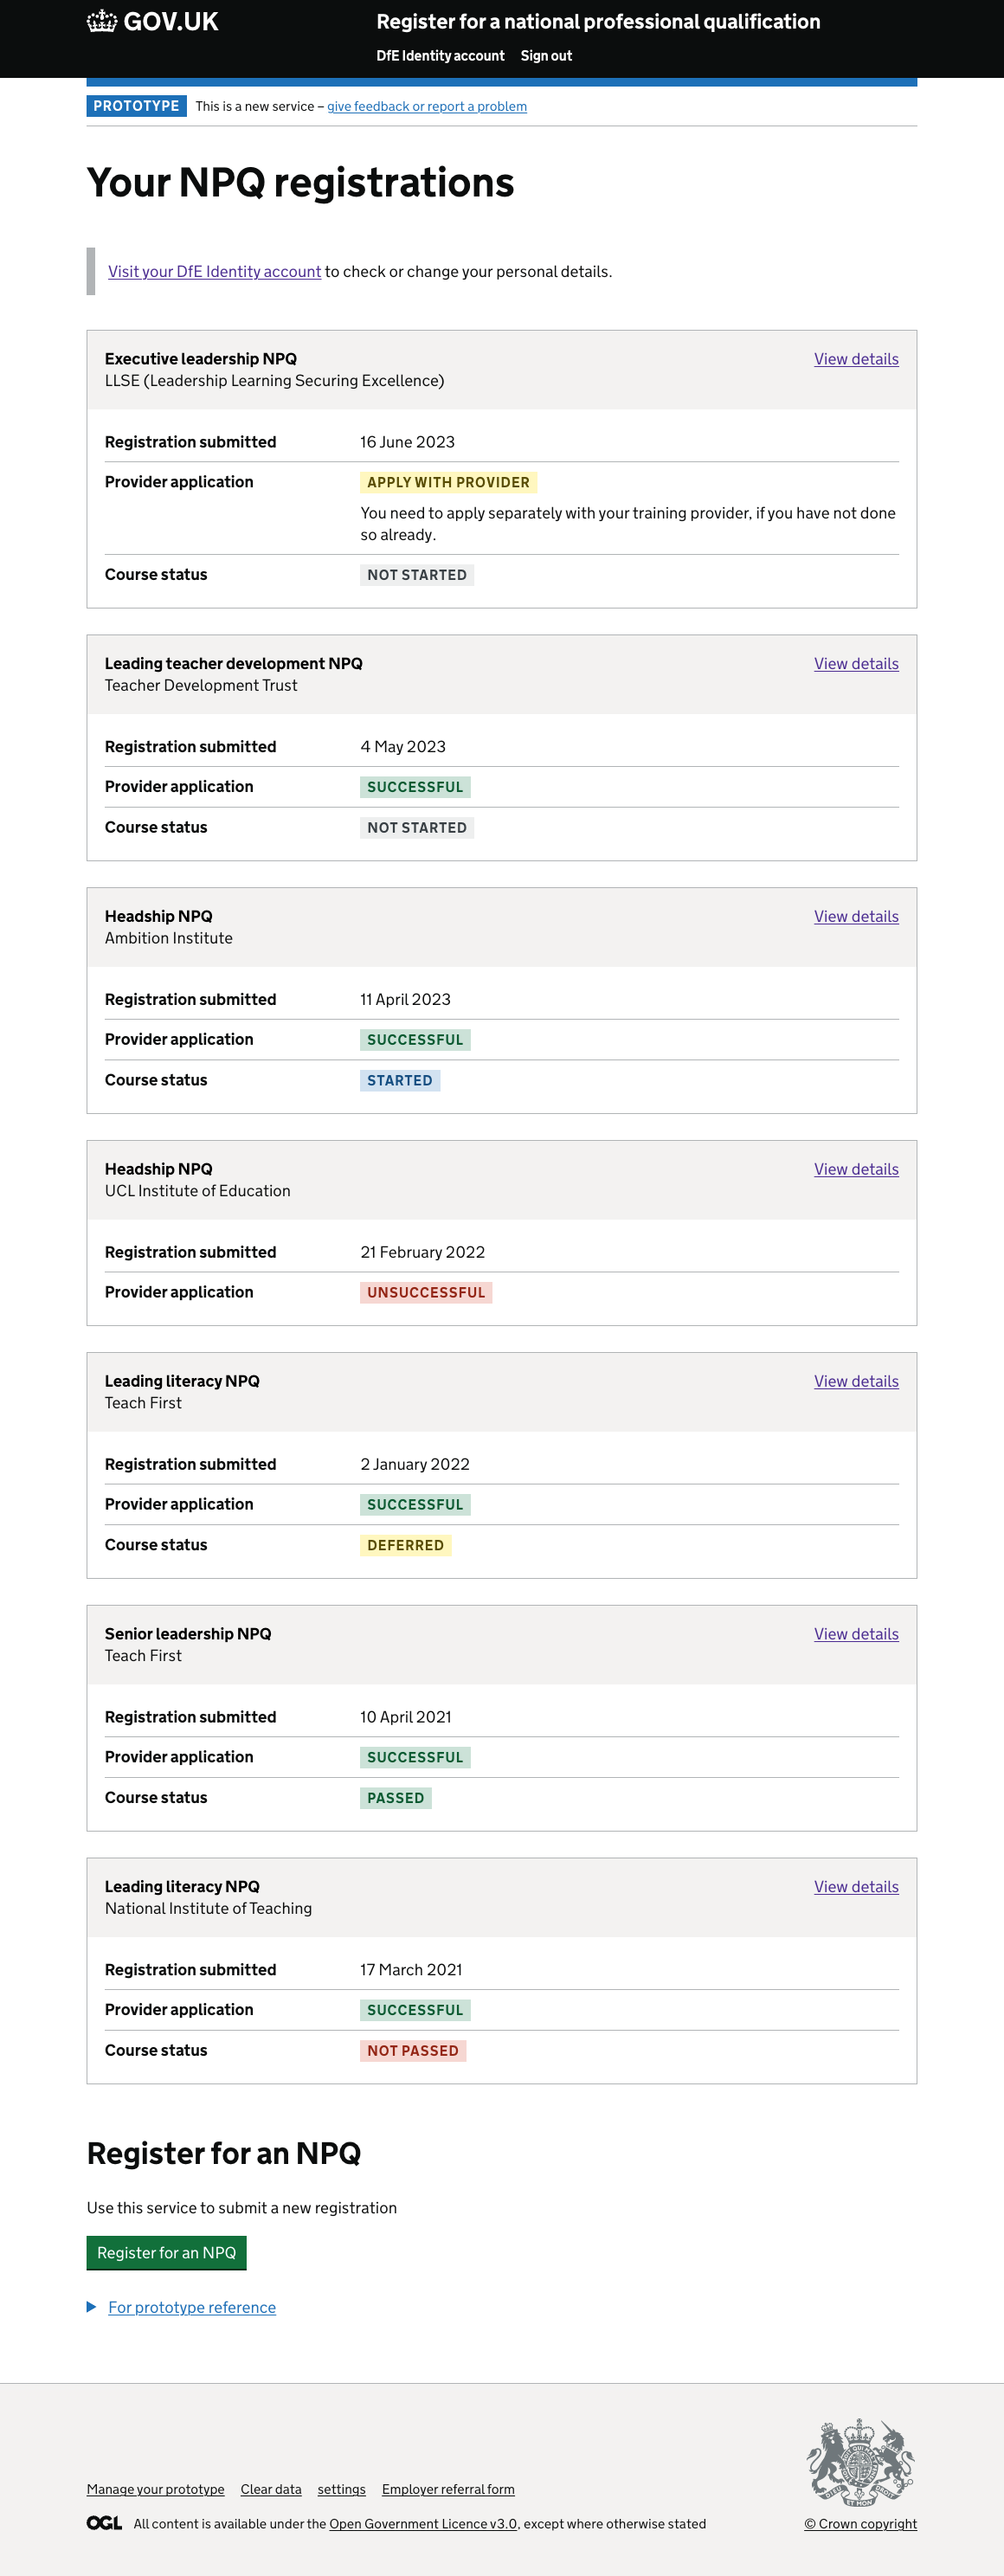 GOV.UK
Register for a national professional qualification
DfE Identity account Sign out
PROTOTYPE This is a new service – give feedback or report a problem
Your NPQ registrations
Visit your DfE Identity account to check or change your personal details.
Executive leadership NPQ View details
LLSE (Leadership Learning Securing Excellence)
Registration submitted 16 June 2023
Provider application APPLY WITH PROVIDER
You need to apply separately with your training provider, if you have not done
so already.
Course status NOT STARTED
Leading teacher development NPQ View details
Teacher Development Trust
Registration submitted 4 May 2023
Provider application SUCCESSFUL
Course status NOT STARTED
Headship NPQ View details
Ambition Institute
Registration submitted 11 April 2023
Provider application SUCCESSFUL
Course status STARTED
Headship NPQ View details
UCL Institute of Education
Registration submitted 21 February 2022
Provider application UNSUCCESSFUL
Leading literacy NPQ View details
Teach First
Registration submitted 2 January 2022
Provider application SUCCESSFUL
Course status DEFERRED
Senior leadership NPQ View details
Teach First
Registration submitted 10 April 2021
Provider application SUCCESSFUL
Course status PASSED
Leading literacy NPQ View details
National Institute of Teaching
Registration submitted 17 March 2021
Provider application SUCCESSFUL
Course status NOT PASSED
Register for an NPQ
Use this service to submit a new registration
Register for an NPQ
For prototype reference
Manage your prototype Clear data settings Employer referral form
OGL All content is available under the Open Government Licence v3.0, except where otherwise stated
© Crown copyright